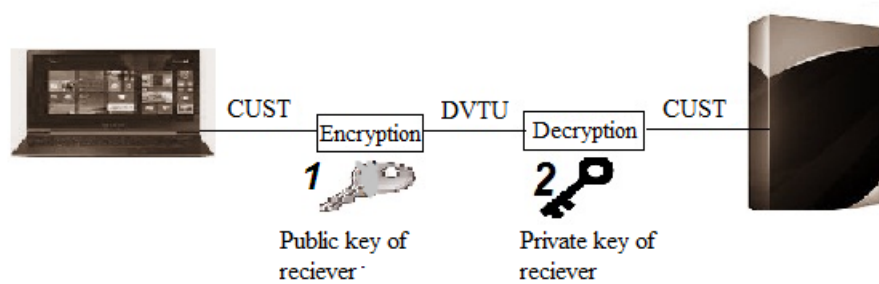 CUST
Encryption
DVTU
Decryption
CUST
1
2
Public key of
reciever
Private key of
reciever